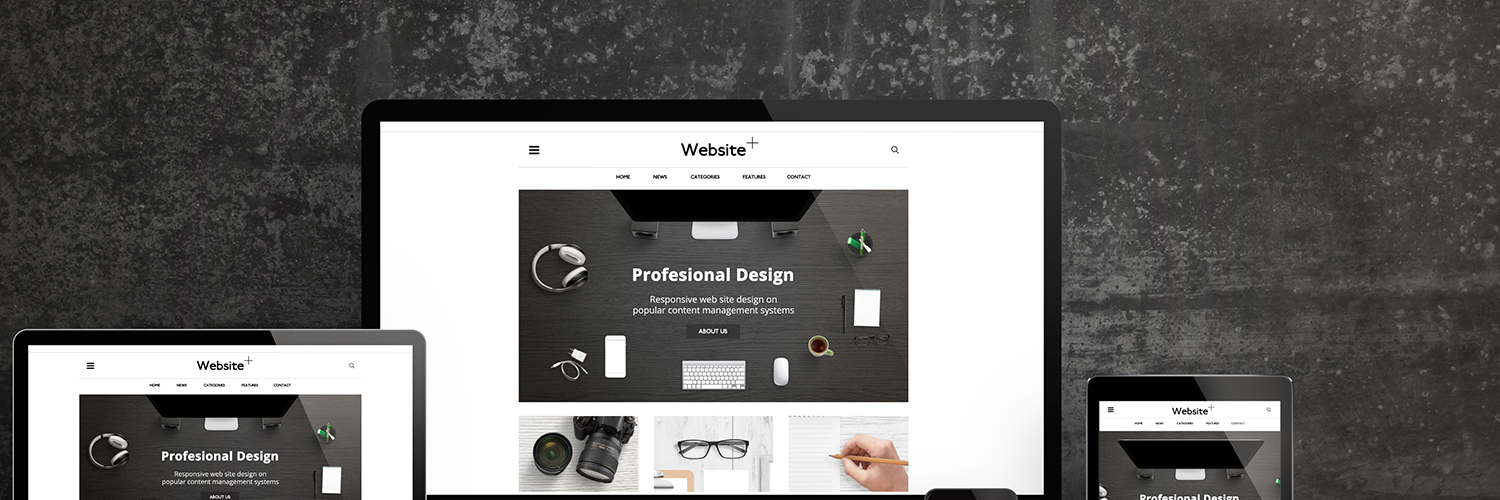 Website+
HOME NEWS CATEGORIES FEATURES CONTACT
Profesional Design
Responsive web site design on
popular content management systems
ABOUT US
Website+
HOME NEWS CATEGORIES FEATURES CONTACT
Profesional Design
Responsive web site design on
popular content management systems
ABOUT US
Website+
HOME NEWS CATEGORIES FEATURES CONTACT
Profesional Design